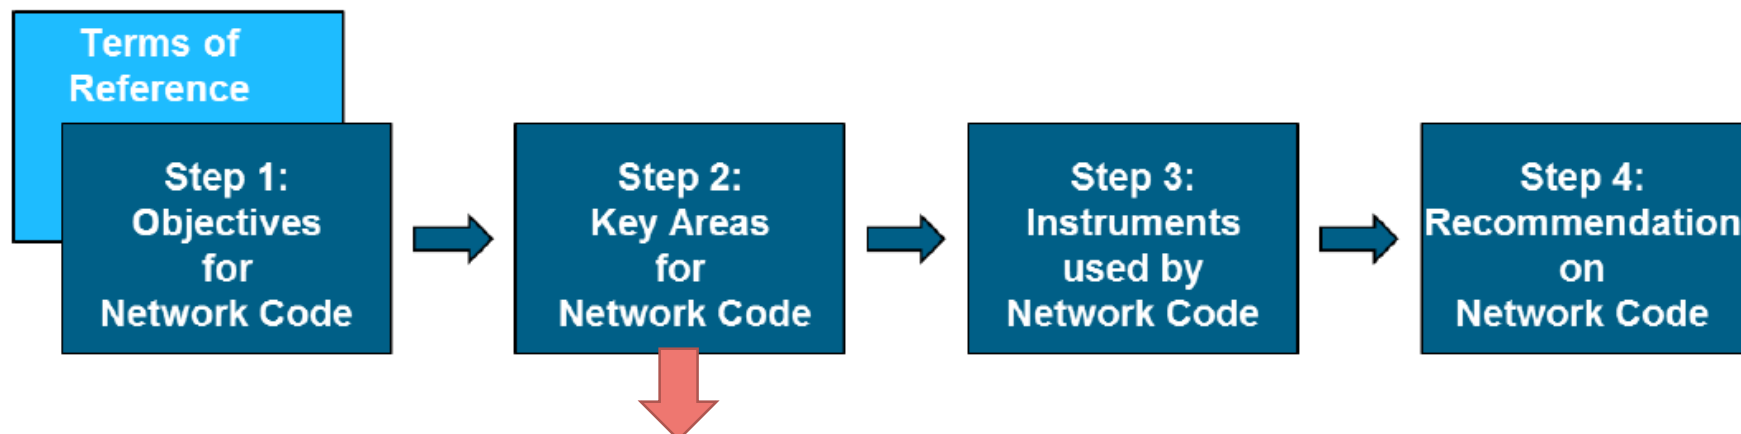 Terms of
Reference
Step 1:
Objectives
for
Network Code
Step 2:
Key Areas
for
Network Code
Step 3:
Instruments
used by
Network Code
Step 4:
Recommendation
on
Network Code